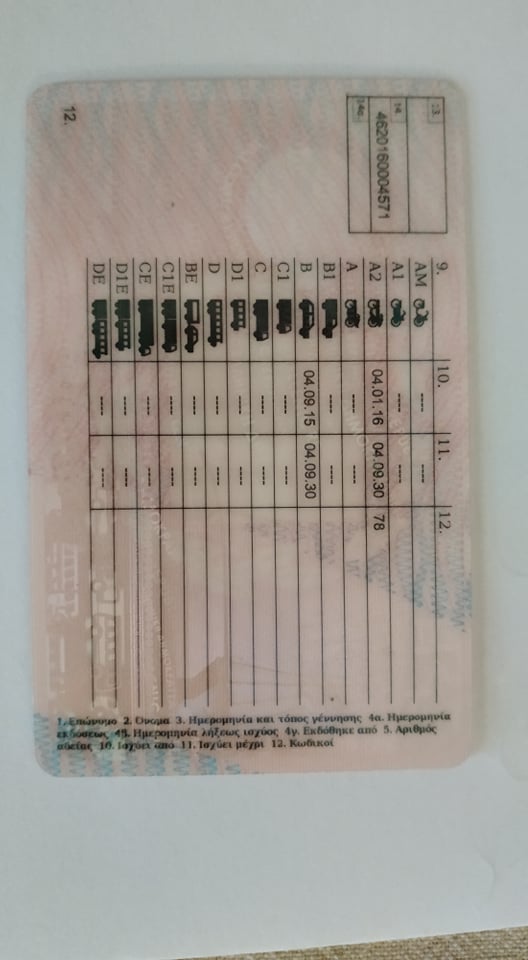 13.
14. 4620160004571
14α.
9. 10. 11. 12.
AM ---- ----
A1 ---- ----
A2 04.01.16 04.09.30 78
A ---- ----
B1 ---- ----
B 04.09.15 04.09.30
C1 ---- ----
C ---- ----
D1 ---- ----
D ---- ----
BE ---- ----
C1E ---- ----
CE ---- ----
D1E ---- ----
DE ---- ----
12.
1. Επώνυμο 2. Όνομα 3. Ημερομηνία και τόπος γέννησης 4α. Ημερομηνία
εκδόσεως 4β. Ημερομηνία λήξεως ισχύος 4γ. Εκδόθηκε από 5. Αριθμός
αδείας 10. Ισχύει από 11. Ισχύει μέχρι 12. Κωδικοί